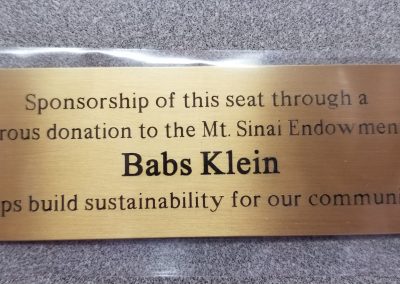 Sponsorship of this seat through a
rous donation to the Mt. Sinai Endowmen
Babs Klein
ps build sustainability for our communi